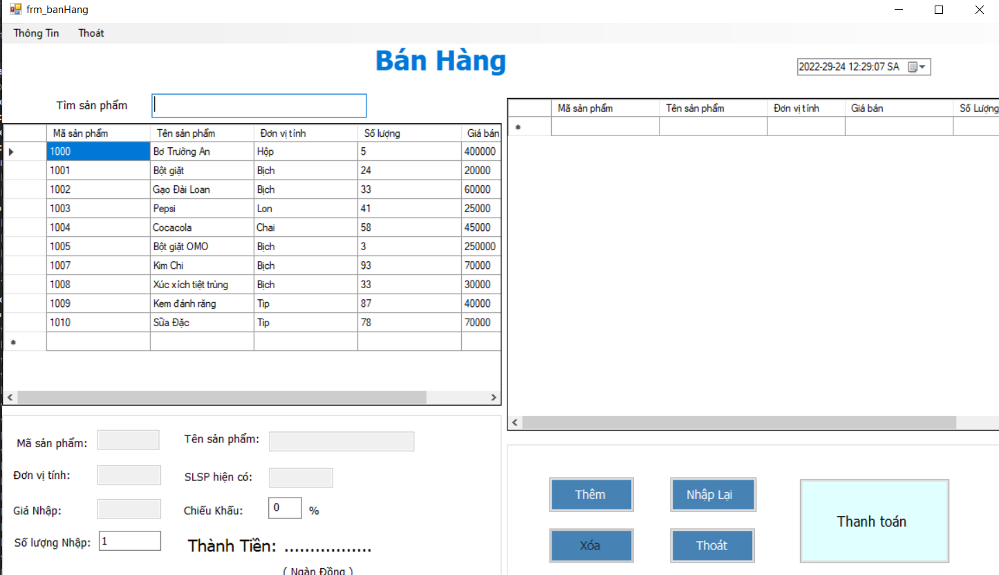 frm_banHang
Thông Tin Thoát
Bán Hàng
2022-29-24 12:29:07 SA
Tìm sản phẩm
Mã sản phẩm Tên sản phẩm Đơn vị tính Số lượng Giá bán
1000 Bơ Trường An Hộp 5 400000
1001 Bột giặt Bịch 24 20000
1002 Gạo Đài Loan Bịch 33 60000
1003 Pepsi Lon 41 25000
1004 Cocacola Chai 58 45000
1005 Bột giặt OMO Bịch 3 250000
1007 Kim Chi Bịch 93 70000
1008 Xúc xích tiệt trùng Bịch 33 30000
1009 Kem đánh răng Tip 87 40000
1010 Sữa Đặc Tip 78 70000
Mã sản phẩm Tên sản phẩm Đơn vị tính Giá bán Số Lượng
Mã sản phẩm: Tên sản phẩm:
Đơn vị tính: SLSP hiện có:
Giá Nhập: Chiếu Khấu: 0 %
Số lượng Nhập: 1 Thành Tiền: .................
( Ngàn Đồng )
Thêm Nhập Lại
Xóa Thoát
Thanh toán